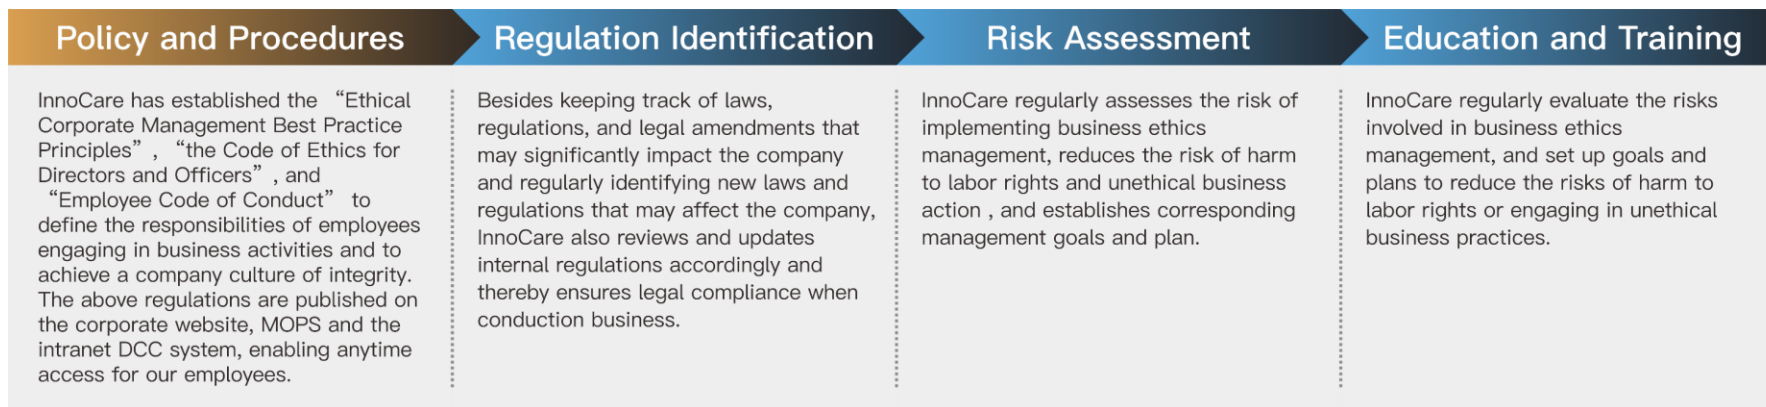 Policy and Procedures
InnoCare has established the “Ethical
Corporate Management Best Practice
Principles”, “the Code of Ethics for
Directors and Officers”, and
“Employee Code of Conduct” to
define the responsibilities of employees
engaging in business activities and to
achieve a company culture of integrity.
The above regulations are published on
the corporate website, MOPS and the
intranet DCC system, enabling anytime
access for our employees.
Regulation Identification
Besides keeping track of laws,
regulations, and legal amendments that
may significantly impact the company
and regularly identifying new laws and
regulations that may affect the company,
InnoCare also reviews and updates
internal regulations accordingly and
thereby ensures legal compliance when
conduction business.
Risk Assessment
InnoCare regularly assesses the risk of
implementing business ethics
management, reduces the risk of harm
to labor rights and unethical business
action , and establishes corresponding
management goals and plan.
Education and Training
InnoCare regularly evaluate the risks
involved in business ethics
management, and set up goals and
plans to reduce the risks of harm to
labor rights or engaging in unethical
business practices.